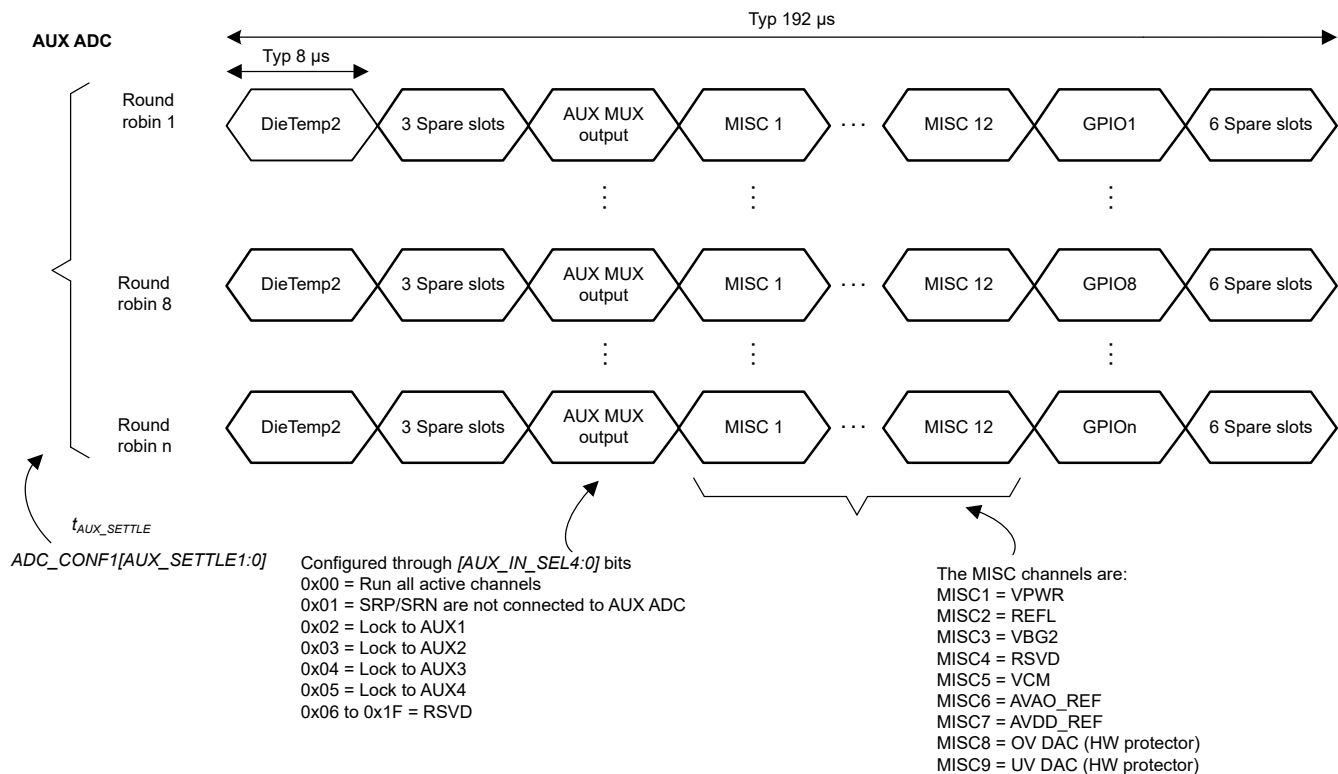 Typ 192 µs
AUX ADC
Typ 8 µs
Round robin 1
DieTemp2
3 Spare slots
AUX MUX output
MISC 1
· · ·
MISC 12
GPIO1
6 Spare slots
Round robin 8
DieTemp2
3 Spare slots
AUX MUX output
MISC 1
· · ·
MISC 12
GPIO8
6 Spare slots
Round robin n
DieTemp2
3 Spare slots
AUX MUX output
MISC 1
· · ·
MISC 12
GPIOn
6 Spare slots
tAUX_SETTLE
ADC_CONF1[AUX_SETTLE1:0]
Configured through [AUX_IN_SEL4:0] bits
0x00 = Run all active channels
0x01 = SRP/SRN are not connected to AUX ADC
0x02 = Lock to AUX1
0x03 = Lock to AUX2
0x04 = Lock to AUX3
0x05 = Lock to AUX4
0x06 to 0x1F = RSVD
The MISC channels are:
MISC1 = VPWR
MISC2 = REFL
MISC3 = VBG2
MISC4 = RSVD
MISC5 = VCM
MISC6 = AVAO_REF
MISC7 = AVDD_REF
MISC8 = OV DAC (HW protector)
MISC9 = UV DAC (HW protector)